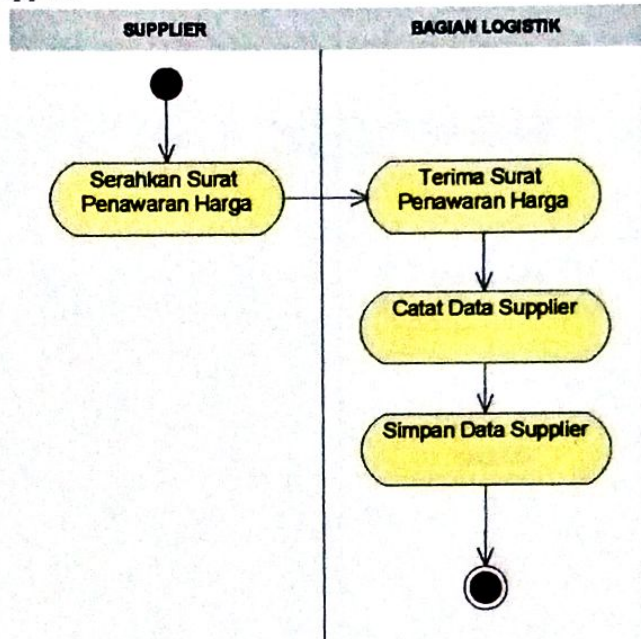 SUPPLIER
BAGIAN LOGISTIK
Serahkan Surat
Penawaran Harga
Terima Surat
Penawaran Harga
Catat Data Supplier
Simpan Data Supplier